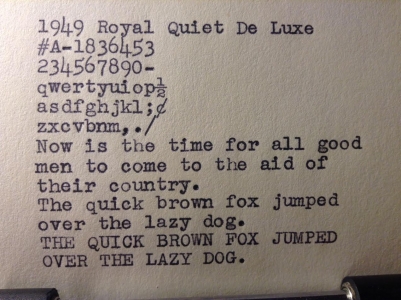 1949 Royal Quiet De Luxe
#A-1836453
234567890-
qwertyuiop½
asdfghjkl;¢
zxcvbnm,./
Now is the time for all good
men to come to the aid of
their country.
The quick brown fox jumped
over the lazy dog.
THE QUICK BROWN FOX JUMPED
OVER THE LAZY DOG.